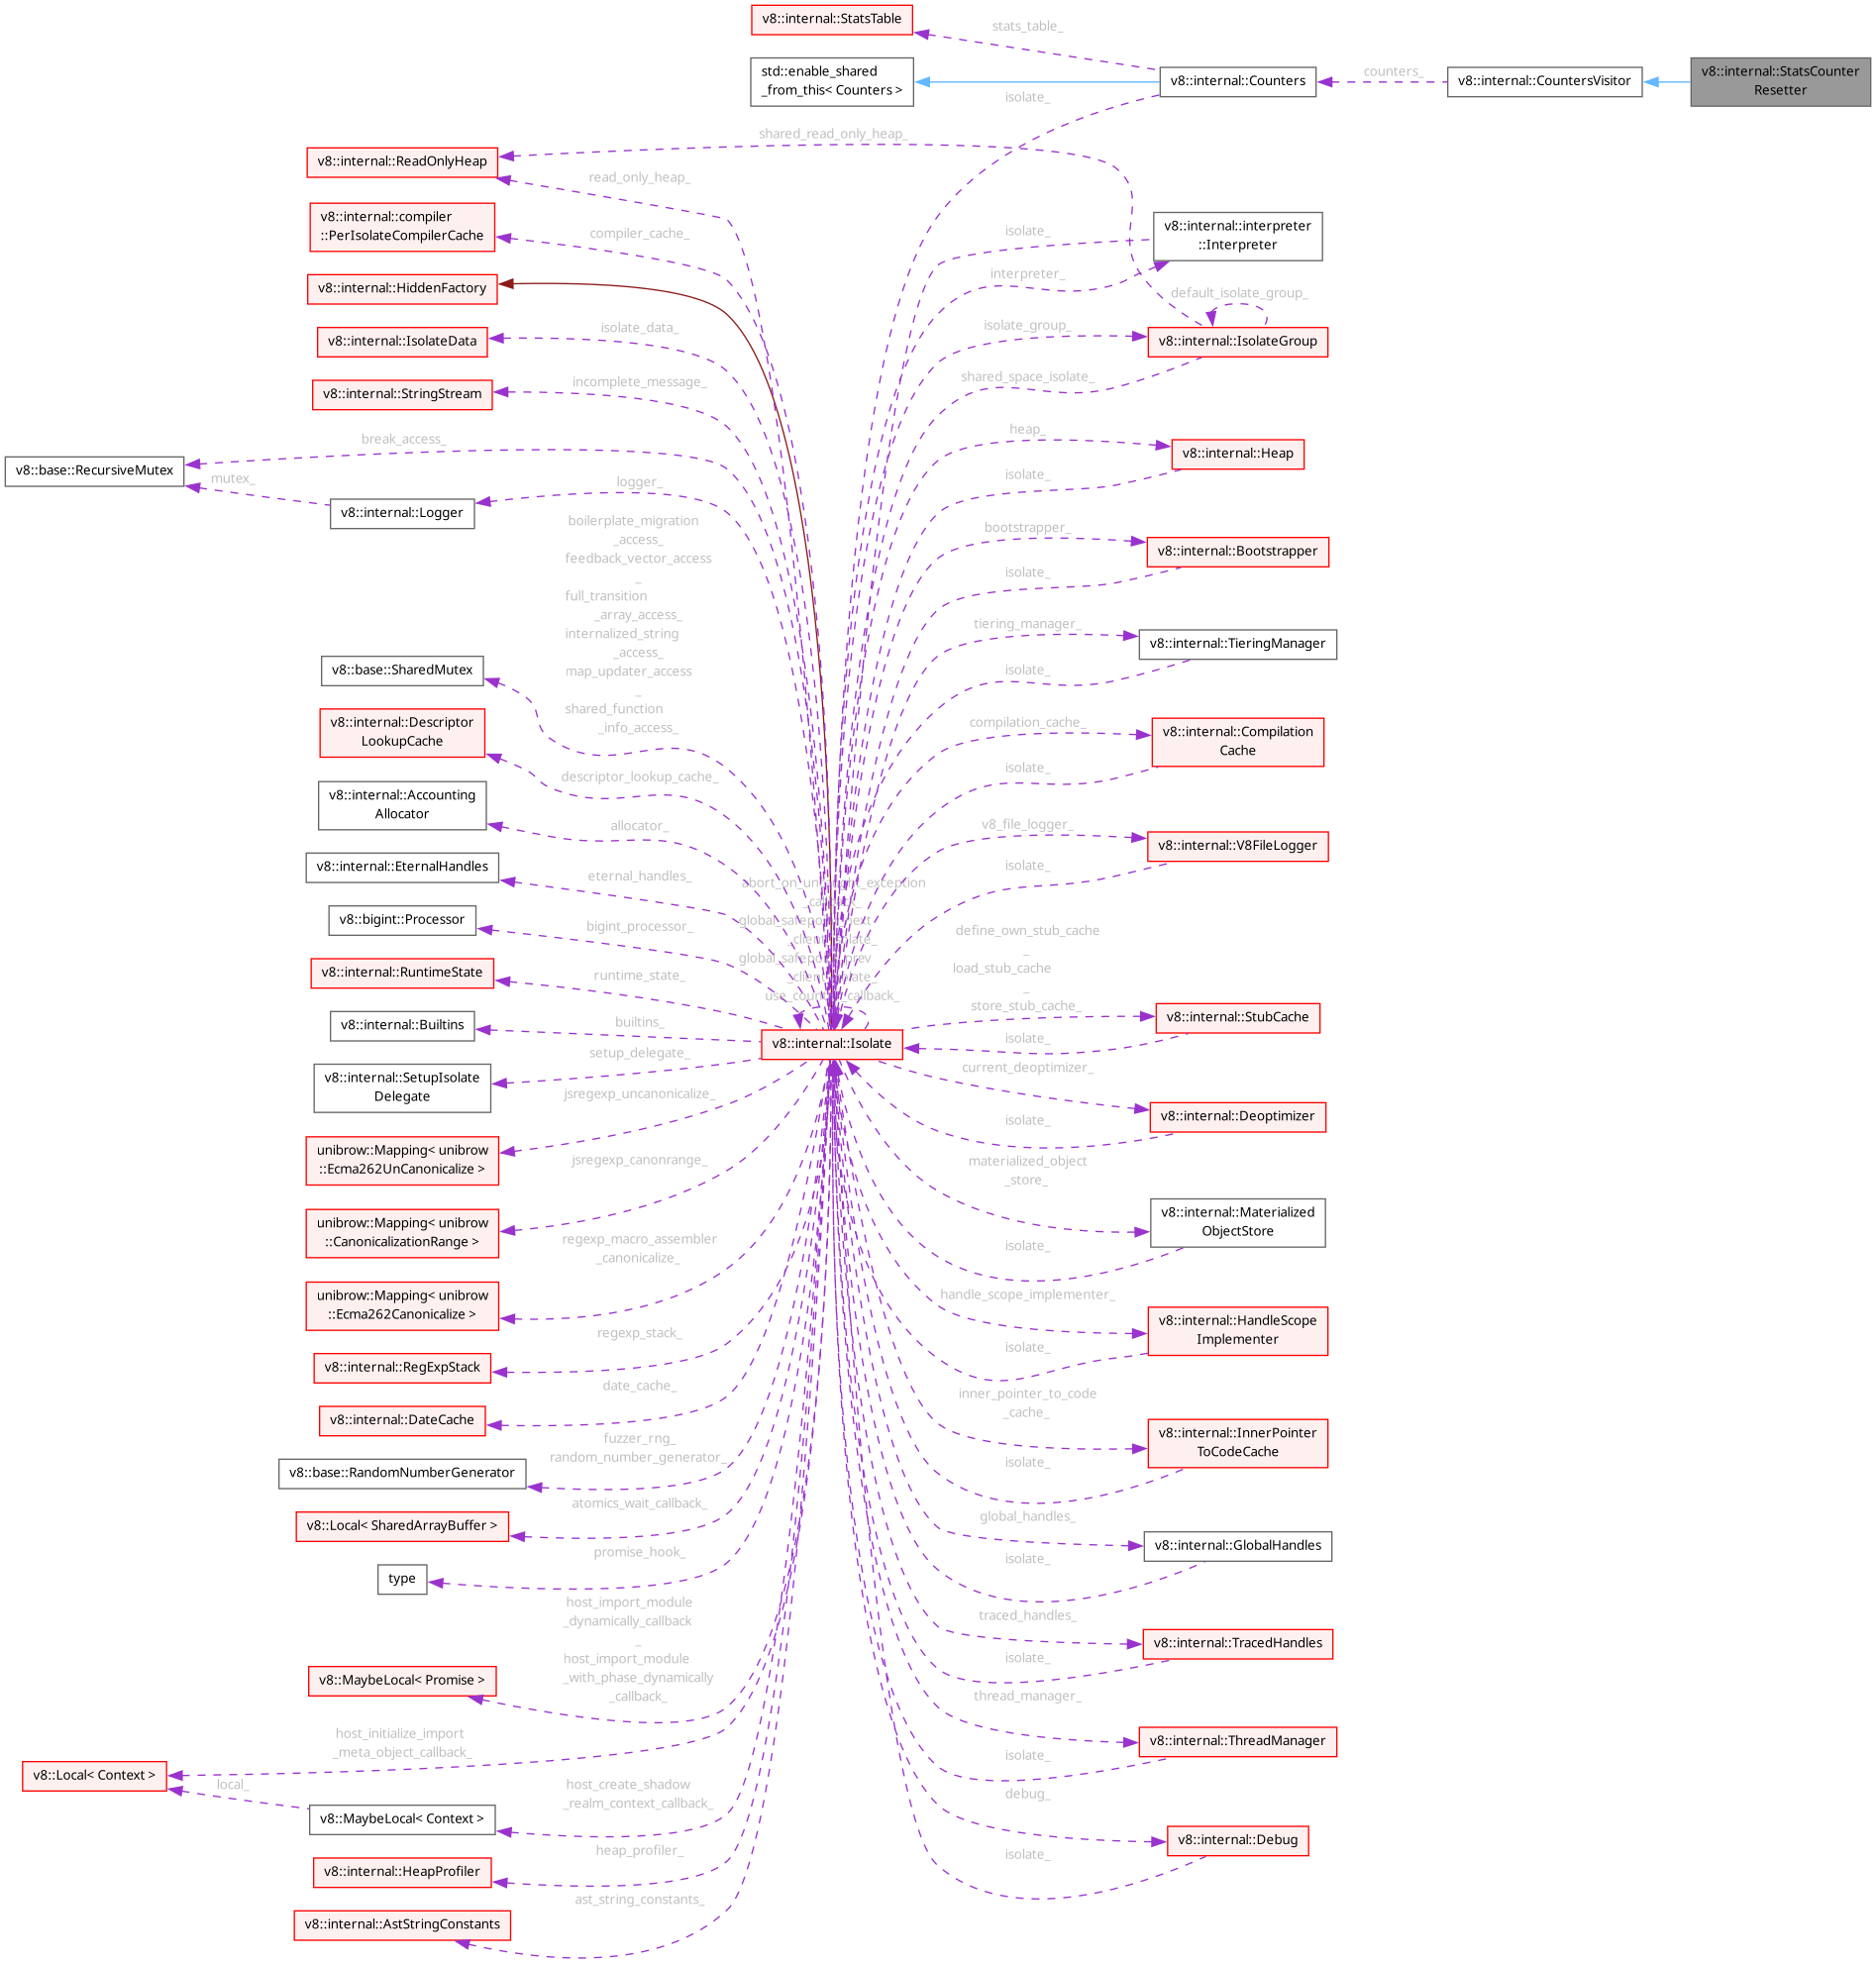 v8::internal::StatsTable
stats_table_
std::enable_shared
_from_this< Counters >
v8::internal::Counters
counters_
v8::internal::CountersVisitor
v8::internal::StatsCounter
Resetter
isolate_
shared_read_only_heap_
v8::internal::ReadOnlyHeap
read_only_heap_
v8::internal::compiler
::PerIsolateCompilerCache
compiler_cache_
isolate_
v8::internal::interpreter
::Interpreter
interpreter_
v8::internal::HiddenFactory
default_isolate_group_
v8::internal::IsolateData
isolate_data_
isolate_group_
v8::internal::IsolateGroup
v8::internal::StringStream
incomplete_message_
shared_space_isolate_
v8::base::RecursiveMutex
break_access_
mutex_
heap_
v8::internal::Heap
isolate_
v8::internal::Logger
logger_
boilerplate_migration
_access_
feedback_vector_access
_
full_transition
_array_access_
internalized_string
_access_
map_updater_access
_
shared_function
_info_access_
bootstrapper_
v8::internal::Bootstrapper
isolate_
tiering_manager_
v8::internal::TieringManager
isolate_
v8::base::SharedMutex
v8::internal::Descriptor
LookupCache
descriptor_lookup_cache_
compilation_cache_
v8::internal::Compilation
Cache
isolate_
v8::internal::Accounting
Allocator
allocator_
v8_file_logger_
v8::internal::V8FileLogger
isolate_
v8::internal::EternalHandles
eternal_handles_
v8::bigint::Processor
bigint_processor_
v8::internal::RuntimeState
runtime_state_
abort_on_uncaught_exception
_callback_
global_safepoint_next
_client_isolate_
global_safepoint_prev
_client_isolate_
use_counter_callback_
define_own_stub_cache
_
load_stub_cache
_
store_stub_cache_
v8::internal::StubCache
isolate_
v8::internal::Builtins
builtins_
v8::internal::Isolate
v8::internal::SetupIsolate
Delegate
setup_delegate_
current_deoptimizer_
v8::internal::Deoptimizer
isolate_
unibrow::Mapping< unibrow
::Ecma262UnCanonicalize >
jsregexp_uncanonicalize_
materialized_object
_store_
v8::internal::Materialized
ObjectStore
isolate_
unibrow::Mapping< unibrow
::CanonicalizationRange >
jsregexp_canonrange_
unibrow::Mapping< unibrow
::Ecma262Canonicalize >
regexp_macro_assembler
_canonicalize_
handle_scope_implementer_
v8::internal::HandleScope
Implementer
isolate_
v8::internal::RegExpStack
regexp_stack_
v8::internal::DateCache
date_cache_
inner_pointer_to_code
_cache_
v8::internal::InnerPointer
ToCodeCache
isolate_
v8::base::RandomNumberGenerator
fuzzer_rng_
random_number_generator_
v8::Local< SharedArrayBuffer >
atomics_wait_callback_
global_handles_
v8::internal::GlobalHandles
isolate_
type
promise_hook_
host_import_module
_dynamically_callback
_
host_import_module
_with_phase_dynamically
_callback_
v8::MaybeLocal< Promise >
traced_handles_
v8::internal::TracedHandles
isolate_
thread_manager_
v8::internal::ThreadManager
isolate_
host_initialize_import
_meta_object_callback_
v8::Local< Context >
local_
v8::MaybeLocal< Context >
host_create_shadow
_realm_context_callback_
debug_
v8::internal::Debug
isolate_
v8::internal::HeapProfiler
heap_profiler_
v8::internal::AstStringConstants
ast_string_constants_